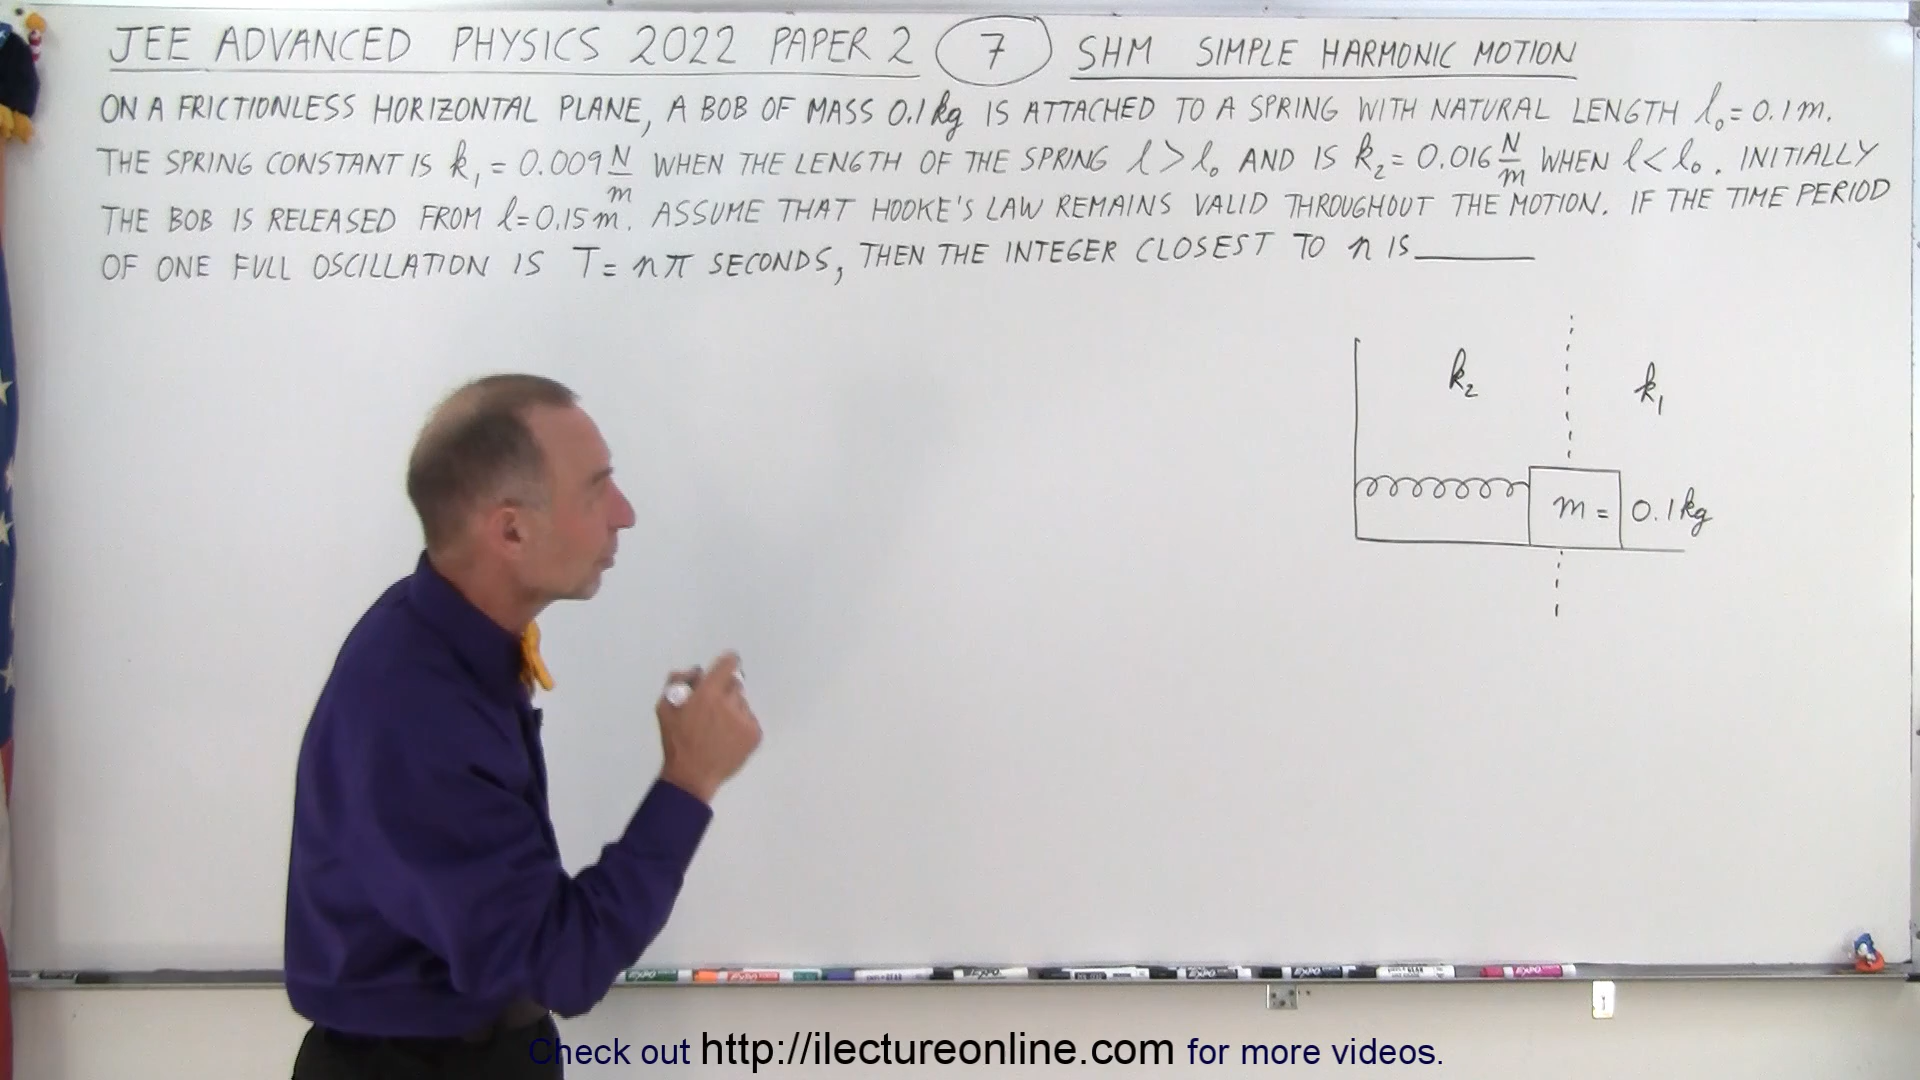 JEE ADVANCED PHYSICS 2022 PAPER 2 7 SHM SIMPLE HARMONIC MOTION
ON A FRICTIONLESS HORIZONTAL PLANE, A BOB OF MASS 0.1 kg IS ATTACHED TO A SPRING WITH NATURAL LENGTH l₀ = 0.1 m.
THE SPRING CONSTANT IS k₁ = 0.009 N/m WHEN THE LENGTH OF THE SPRING l > l₀ AND IS k₂ = 0.016 N/m WHEN l < l₀. INITIALLY
THE BOB IS RELEASED FROM l = 0.15 m. ASSUME THAT HOOKE'S LAW REMAINS VALID THROUGHOUT THE MOTION. IF THE TIME PERIOD
OF ONE FULL OSCILLATION IS T = nπ SECONDS, THEN THE INTEGER CLOSEST TO n IS
k₂ k₁
m = 0.1 kg
Check out http://ilectureonline.com for more videos.